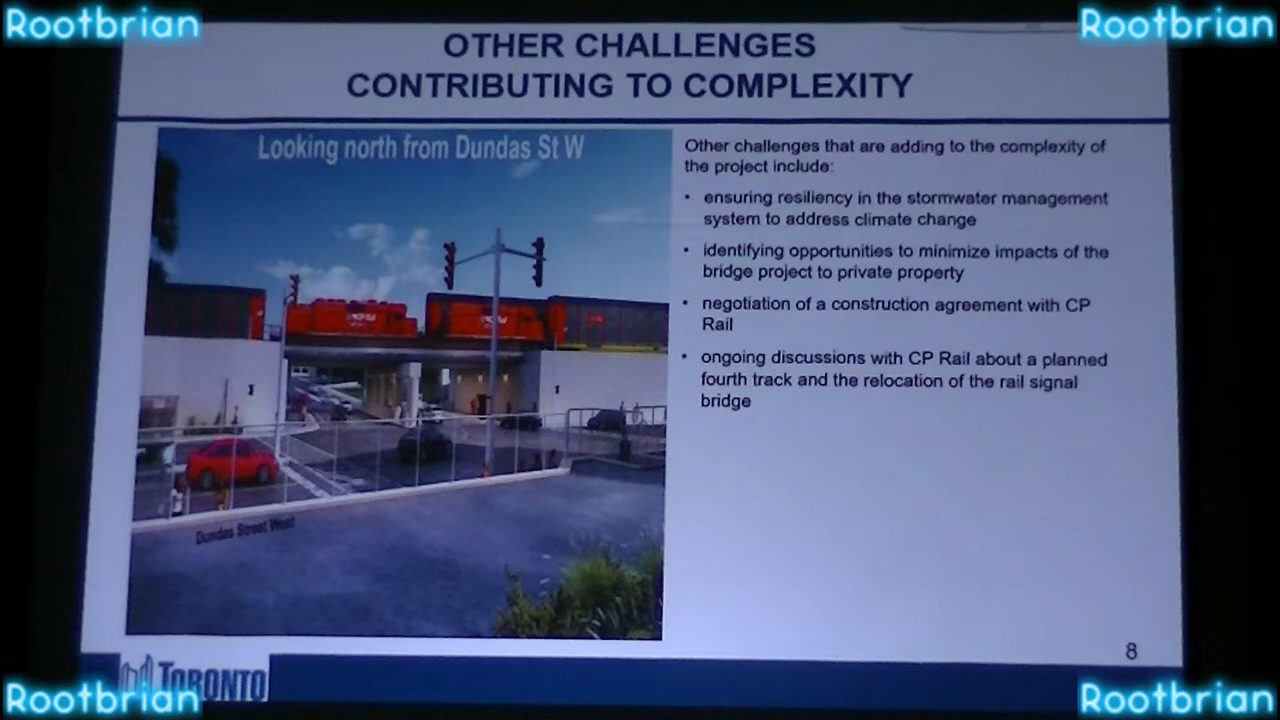 Rootbrian
Rootbrian
OTHER CHALLENGES
CONTRIBUTING TO COMPLEXITY
Looking north from Dundas St W
Dundas Street West
Other challenges that are adding to the complexity of
the project include:
• ensuring resiliency in the stormwater management
system to address climate change
• identifying opportunities to minimize impacts of the
bridge project to private property
• negotiation of a construction agreement with CP
Rail
• ongoing discussions with CP Rail about a planned
fourth track and the relocation of the rail signal
bridge
8
TORONTO
Rootbrian
Rootbrian